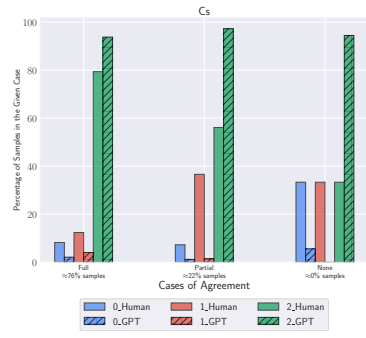 Cs
Percentage of Samples in the Given Case
100
80
60
40
20
0
Full
≈76% samples
Partial
≈22% samples
None
≈0% samples
Cases of Agreement
0_Human
1_Human
2_Human
0_GPT
1_GPT
2_GPT